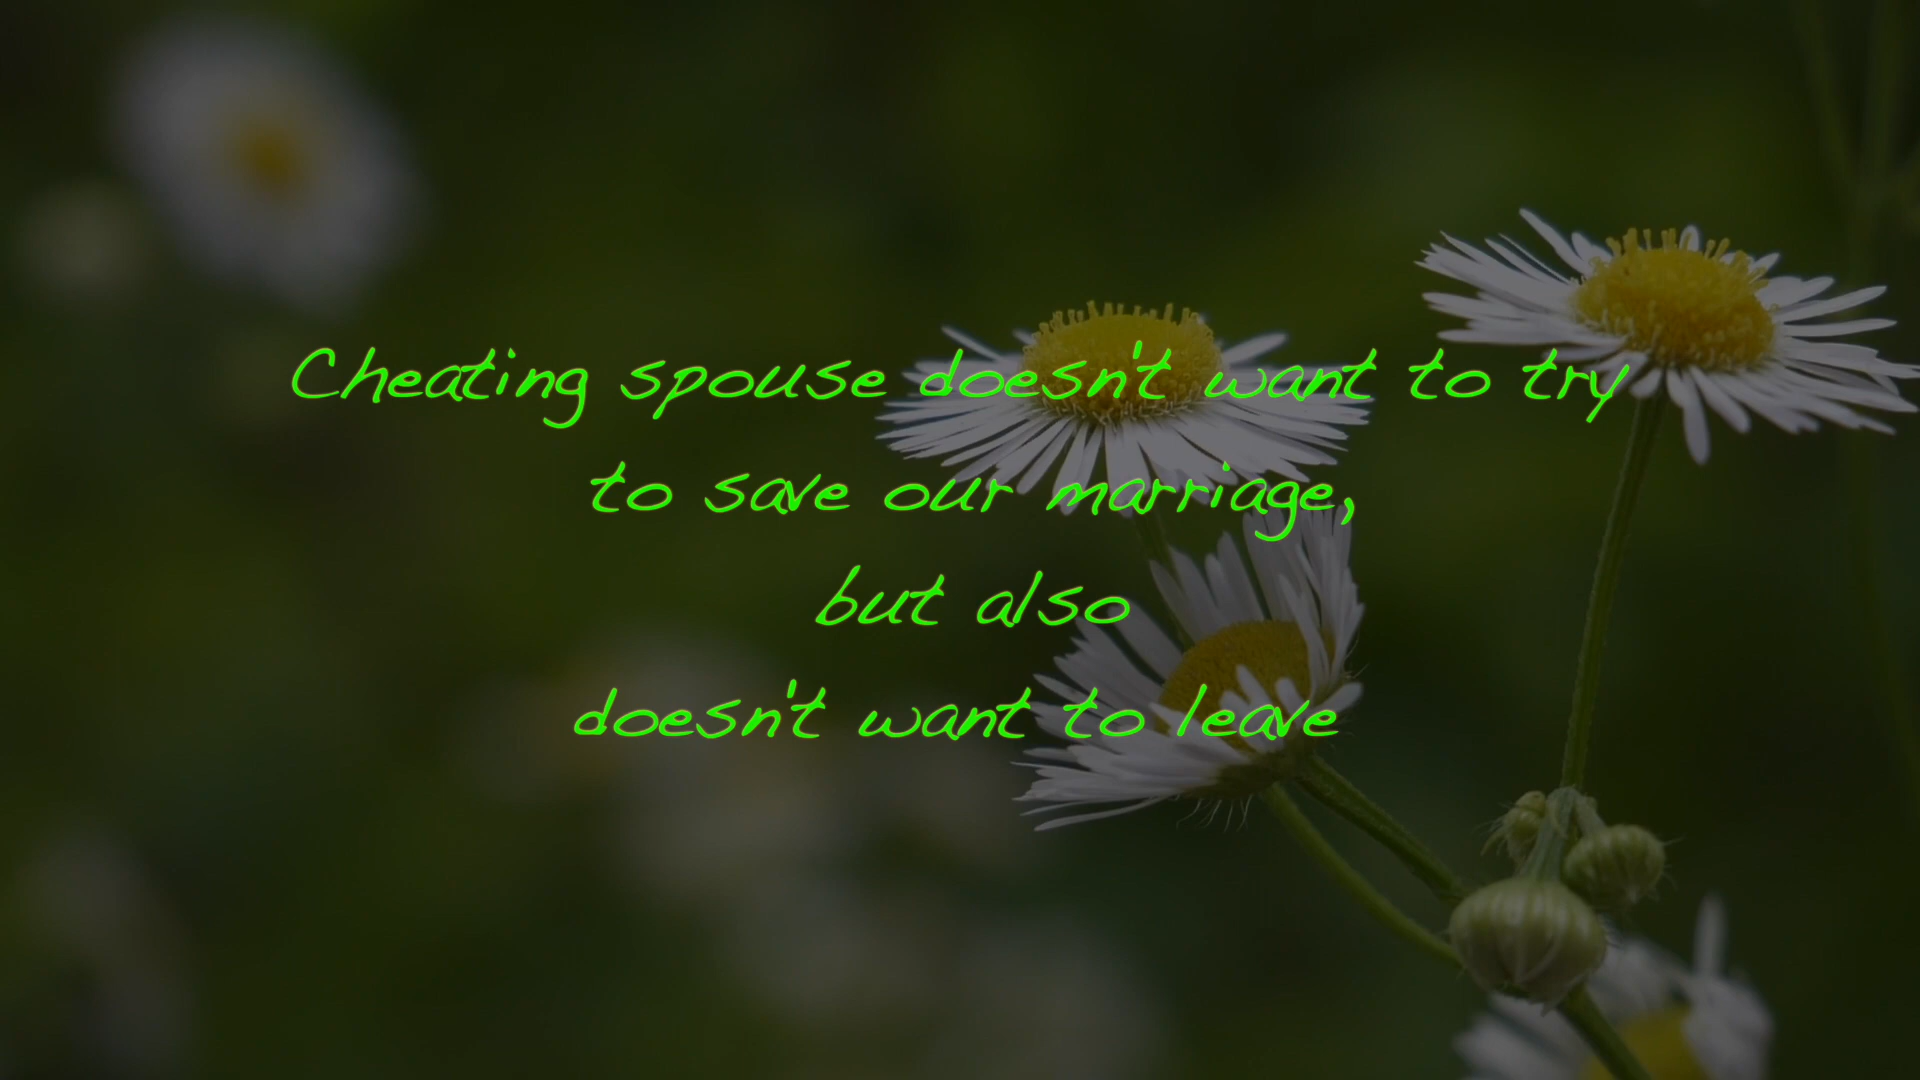 Cheating spouse doesn't want to try
to save our marriage,
but also
doesn't want to leave